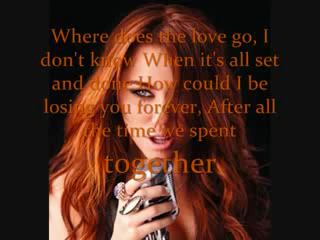 Where does the love go, I
don't know When it's all set
and done How could I be
losing you forever, After all
the time we spent
together